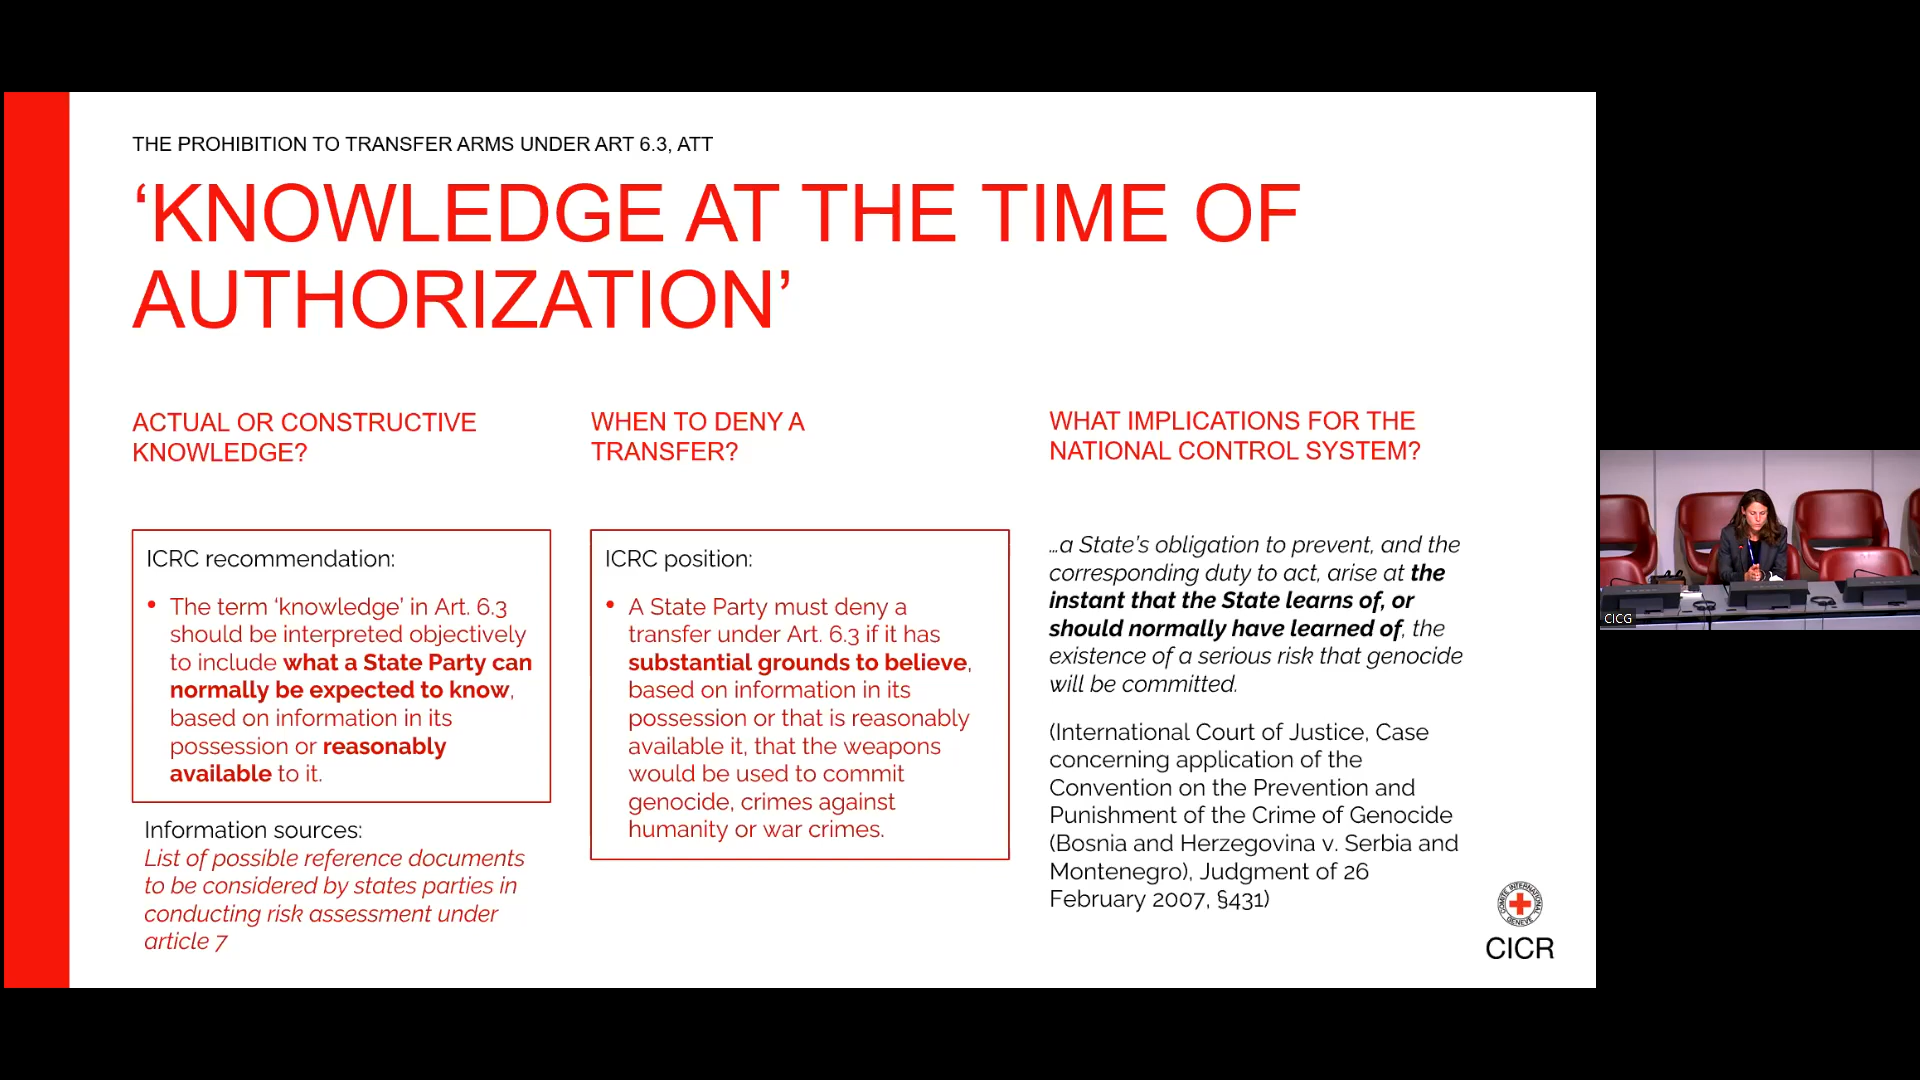 THE PROHIBITION TO TRANSFER ARMS UNDER ART 6.3, ATT
‘KNOWLEDGE AT THE TIME OF
AUTHORIZATION’
ACTUAL OR CONSTRUCTIVE
KNOWLEDGE?
ICRC recommendation:
• The term ‘knowledge’ in Art. 6.3
should be interpreted objectively
to include what a State Party can
normally be expected to know,
based on information in its
possession or reasonably
available to it.
Information sources:
List of possible reference documents
to be considered by states parties in
conducting risk assessment under
article 7
WHEN TO DENY A
TRANSFER?
ICRC position:
• A State Party must deny a
transfer under Art. 6.3 if it has
substantial grounds to believe,
based on information in its
possession or that is reasonably
available it, that the weapons
would be used to commit
genocide, crimes against
humanity or war crimes.
WHAT IMPLICATIONS FOR THE
NATIONAL CONTROL SYSTEM?
…a State’s obligation to prevent, and the
corresponding duty to act, arise at the
instant that the State learns of, or
should normally have learned of, the
existence of a serious risk that genocide
will be committed.
(International Court of Justice, Case
concerning application of the
Convention on the Prevention and
Punishment of the Crime of Genocide
(Bosnia and Herzegovina v. Serbia and
Montenegro), Judgment of 26
February 2007, §431)
COMITE INTERNATIONAL
GENEVE
CICR
CICG